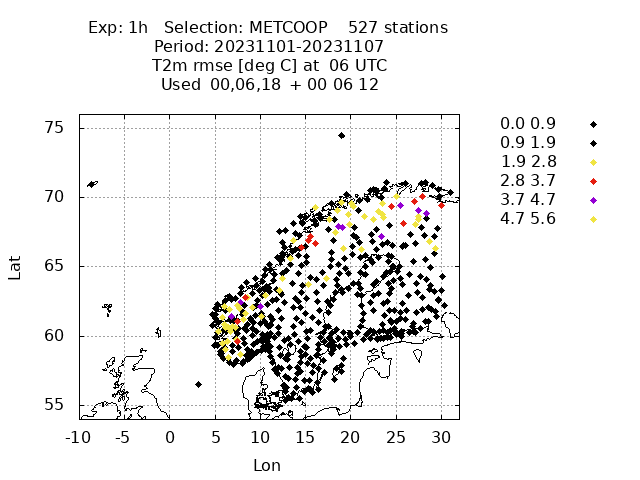 Exp: 1h   Selection: METCOOP    527 stations
Period: 20231101-20231107
T2m rmse [deg C] at  06 UTC
Used  00,06,18  + 00 06 12
0.0 0.9
0.9 1.9
1.9 2.8
2.8 3.7
3.7 4.7
4.7 5.6
75
70
65
60
55
Lat
-10 -5 0 5 10 15 20 25 30
Lon